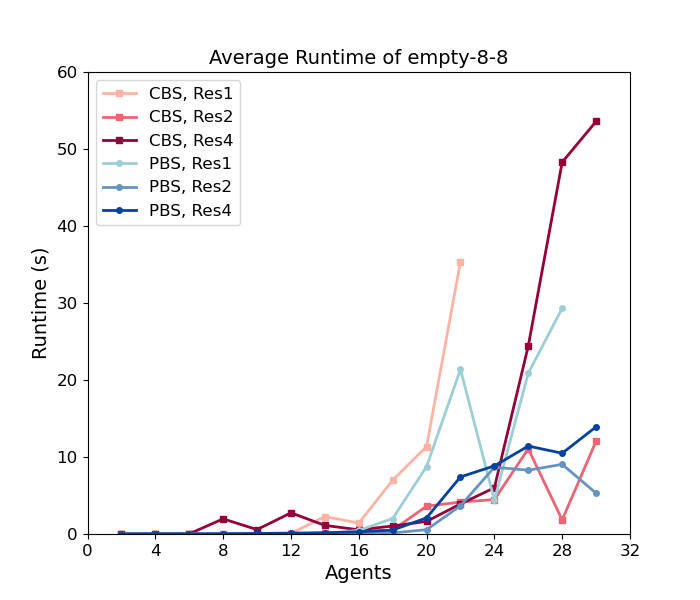 Average Runtime of empty-8-8
60
50
40
30
20
10
0
Runtime (s)
CBS, Res1
CBS, Res2
CBS, Res4
PBS, Res1
PBS, Res2
PBS, Res4
0 4 8 12 16 20 24 28 32
Agents